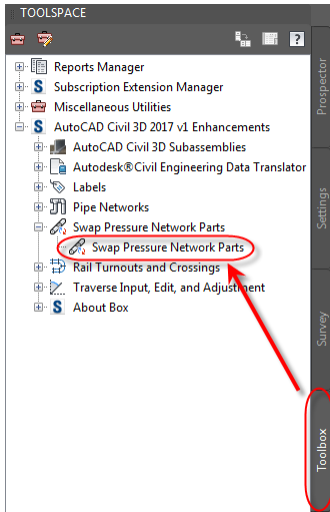 TOOLSPACE
?
Reports Manager
S Subscription Extension Manager
Miscellaneous Utilities
S AutoCAD Civil 3D 2017 v1 Enhancements
AutoCAD Civil 3D Subassemblies
Autodesk®Civil Engineering Data Translator
Labels
Pipe Networks
Swap Pressure Network Parts
Swap Pressure Network Parts
Rail Turnouts and Crossings
Traverse Input, Edit, and Adjustment
S About Box
Prospector
Settings
Survey
Toolbox